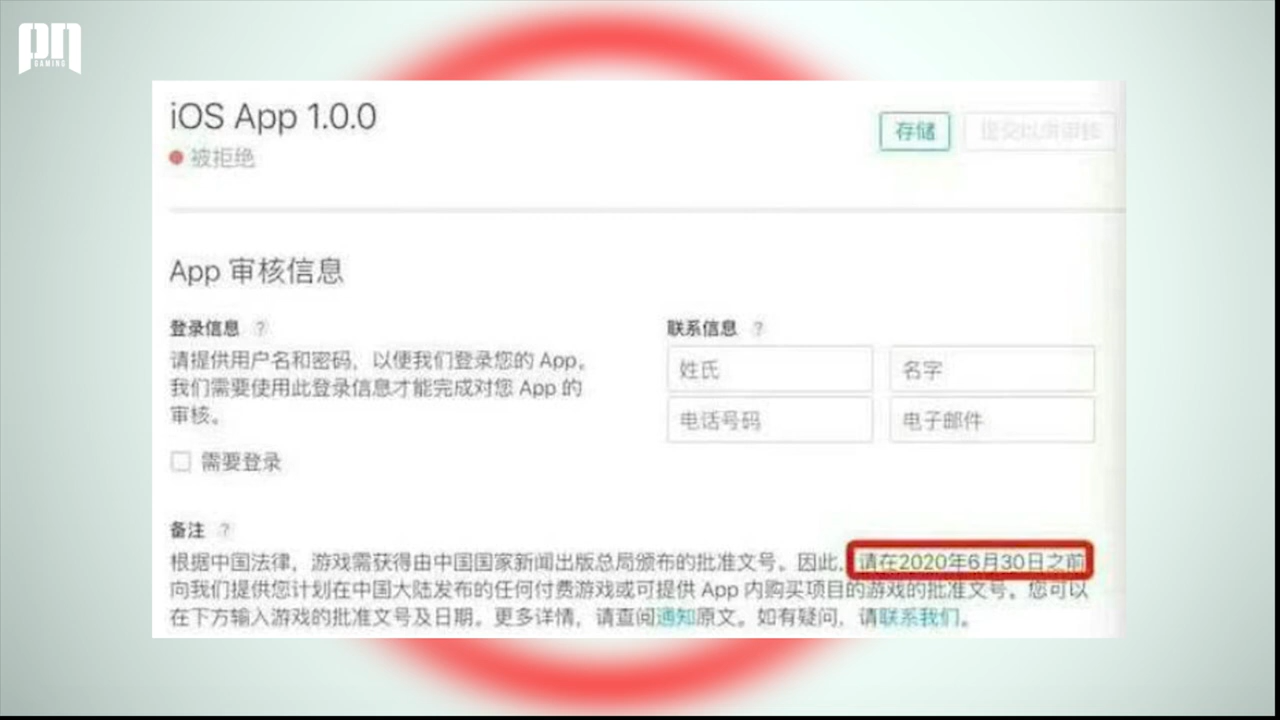 PN
GAMING
iOS App 1.0.0
存储
提交以供审核
被拒绝
App 审核信息
登录信息 ?
请提供用户名和密码，以便我们登录您的 App。
我们需要使用此登录信息才能完成对您 App 的
审核。
需要登录
联系信息 ?
姓氏
名字
电话号码
电子邮件
备注 ?
根据中国法律，游戏需获得由中国国家新闻出版总局颁布的批准文号。因此，请在2020年6月30日之前
向我们提供您计划在中国大陆发布的任何付费游戏或可提供 App 内购买项目的游戏的批准文号。您可以
在下方输入游戏的批准文号及日期。更多详情，请查阅通知原文。如有疑问，请联系我们。